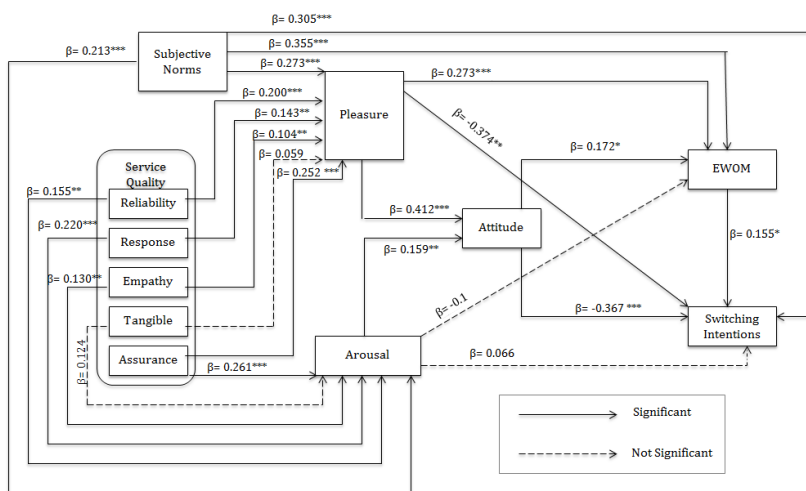 β= 0.305***
β= 0.213***
Subjective
Norms
β= 0.355***
β= 0.273***
β= 0.273***
β= 0.200***
β= 0.143**
β= 0.104**
β= 0.059
β= 0.252 ***
Pleasure
β= -0.374**
β= 0.172*
EWOM
Service
Quality
Reliability
β= 0.155**
Response
β= 0.220***
Empathy
β= 0.130**
Tangible
β= 0.124
Assurance
β= 0.261***
β= 0.412***
Attitude
β= 0.159**
β= 0.155*
β= -0.1
β= -0.367 ***
Switching
Intentions
Arousal
β= 0.066
Significant
Not Significant